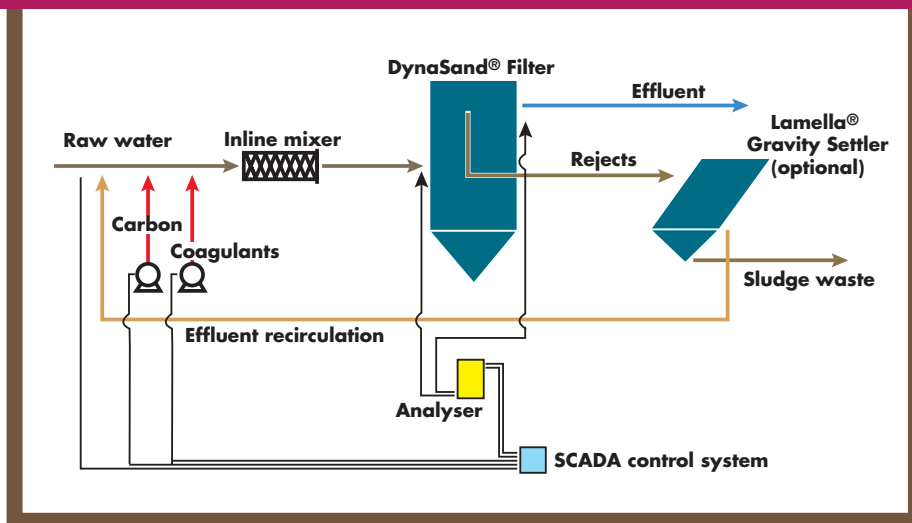 DynaSand® Filter
Effluent
Lamella®
Gravity Settler
(optional)
Raw water
Inline mixer
Rejects
Carbon
Coagulants
Sludge waste
Effluent recirculation
Analyser
SCADA control system